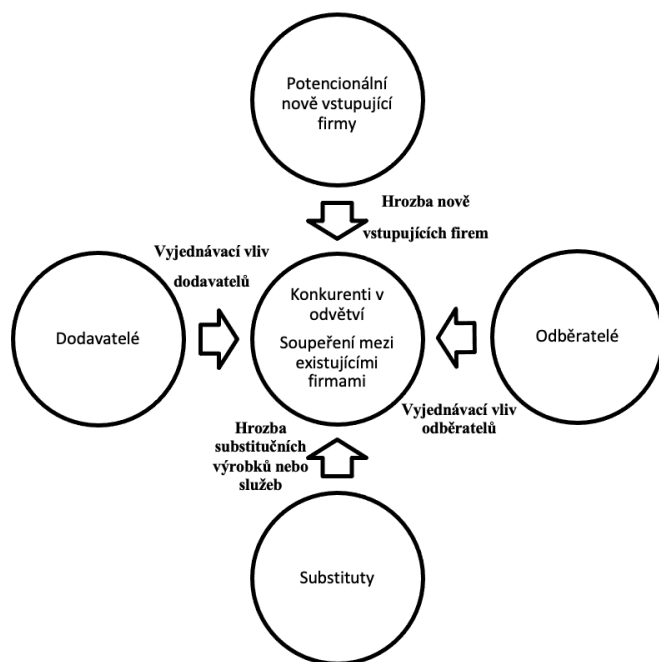 Potencionální
nově vstupující
firmy
Hrozba nově
vstupujících firem
Vyjednávací vliv
dodavatelů
Dodavatelé
Konkurenti v
odvětví
Soupeření mezi
existujícími
firmami
Odběratelé
Vyjednávací vliv
odběratelů
Hrozba
substitučních
výrobků nebo
služeb
Substituty